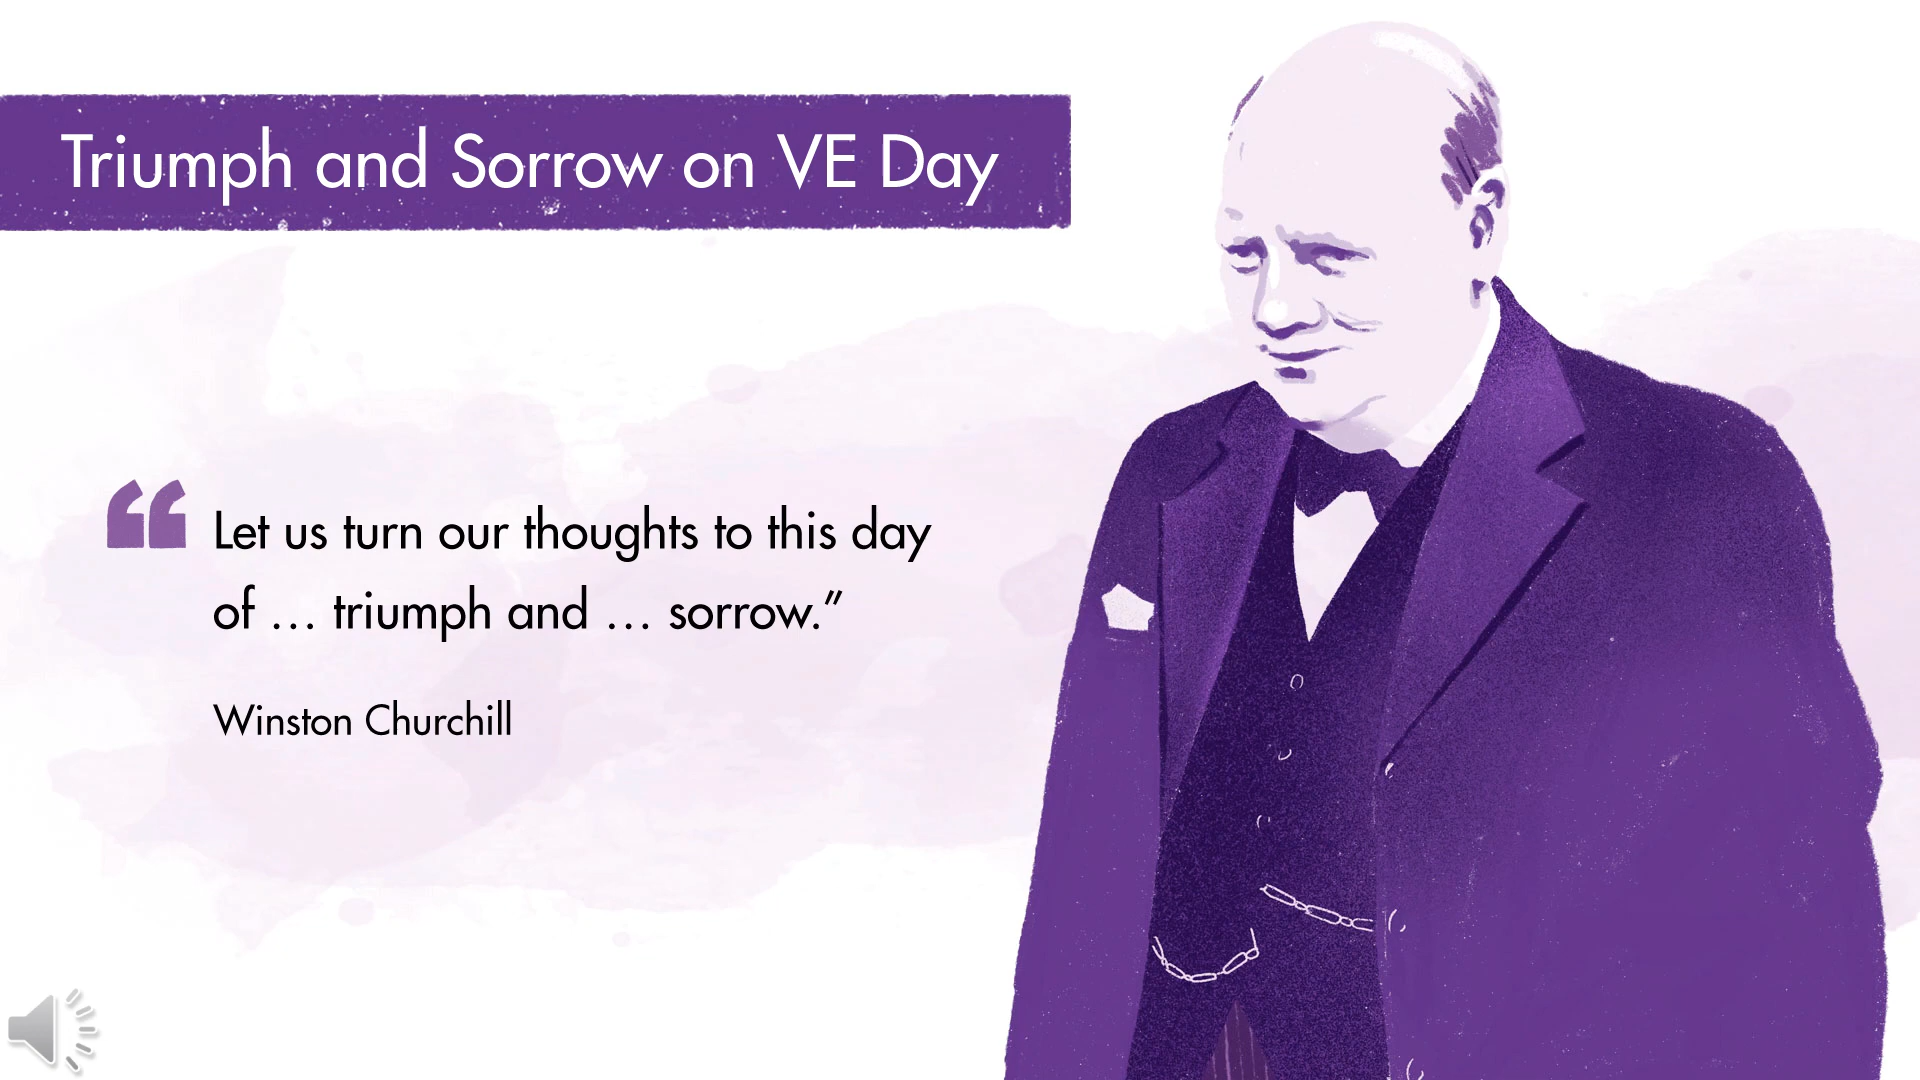 Triumph and Sorrow on VE Day
“Let us turn our thoughts to this day
of … triumph and … sorrow.”
Winston Churchill